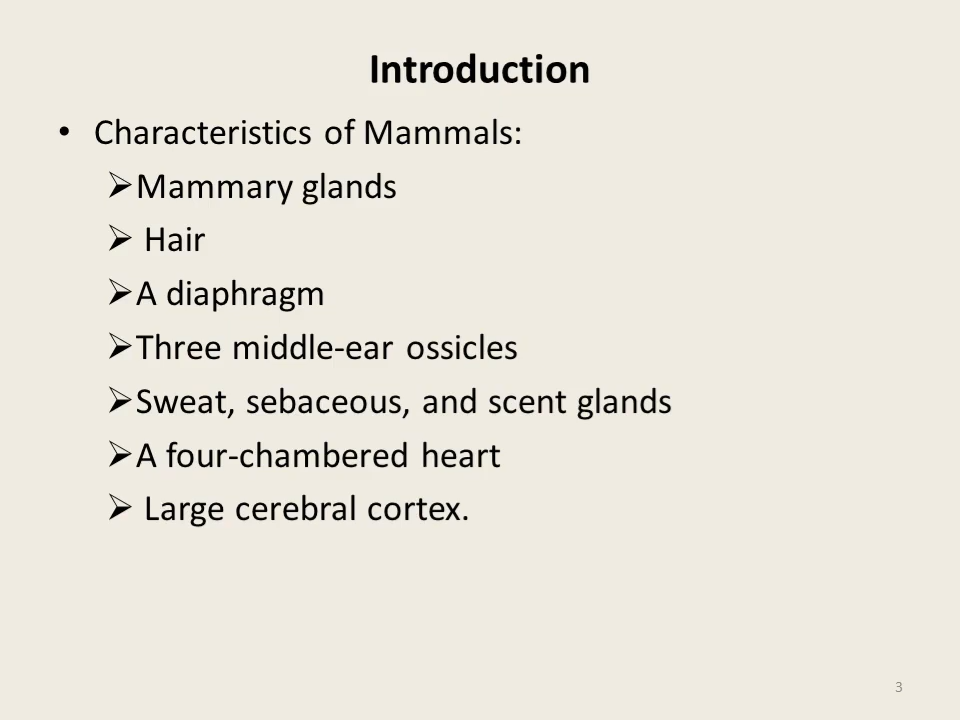 Introduction
• Characteristics of Mammals:
➢Mammary glands
➢ Hair
➢A diaphragm
➢Three middle-ear ossicles
➢Sweat, sebaceous, and scent glands
➢A four-chambered heart
➢ Large cerebral cortex.
3